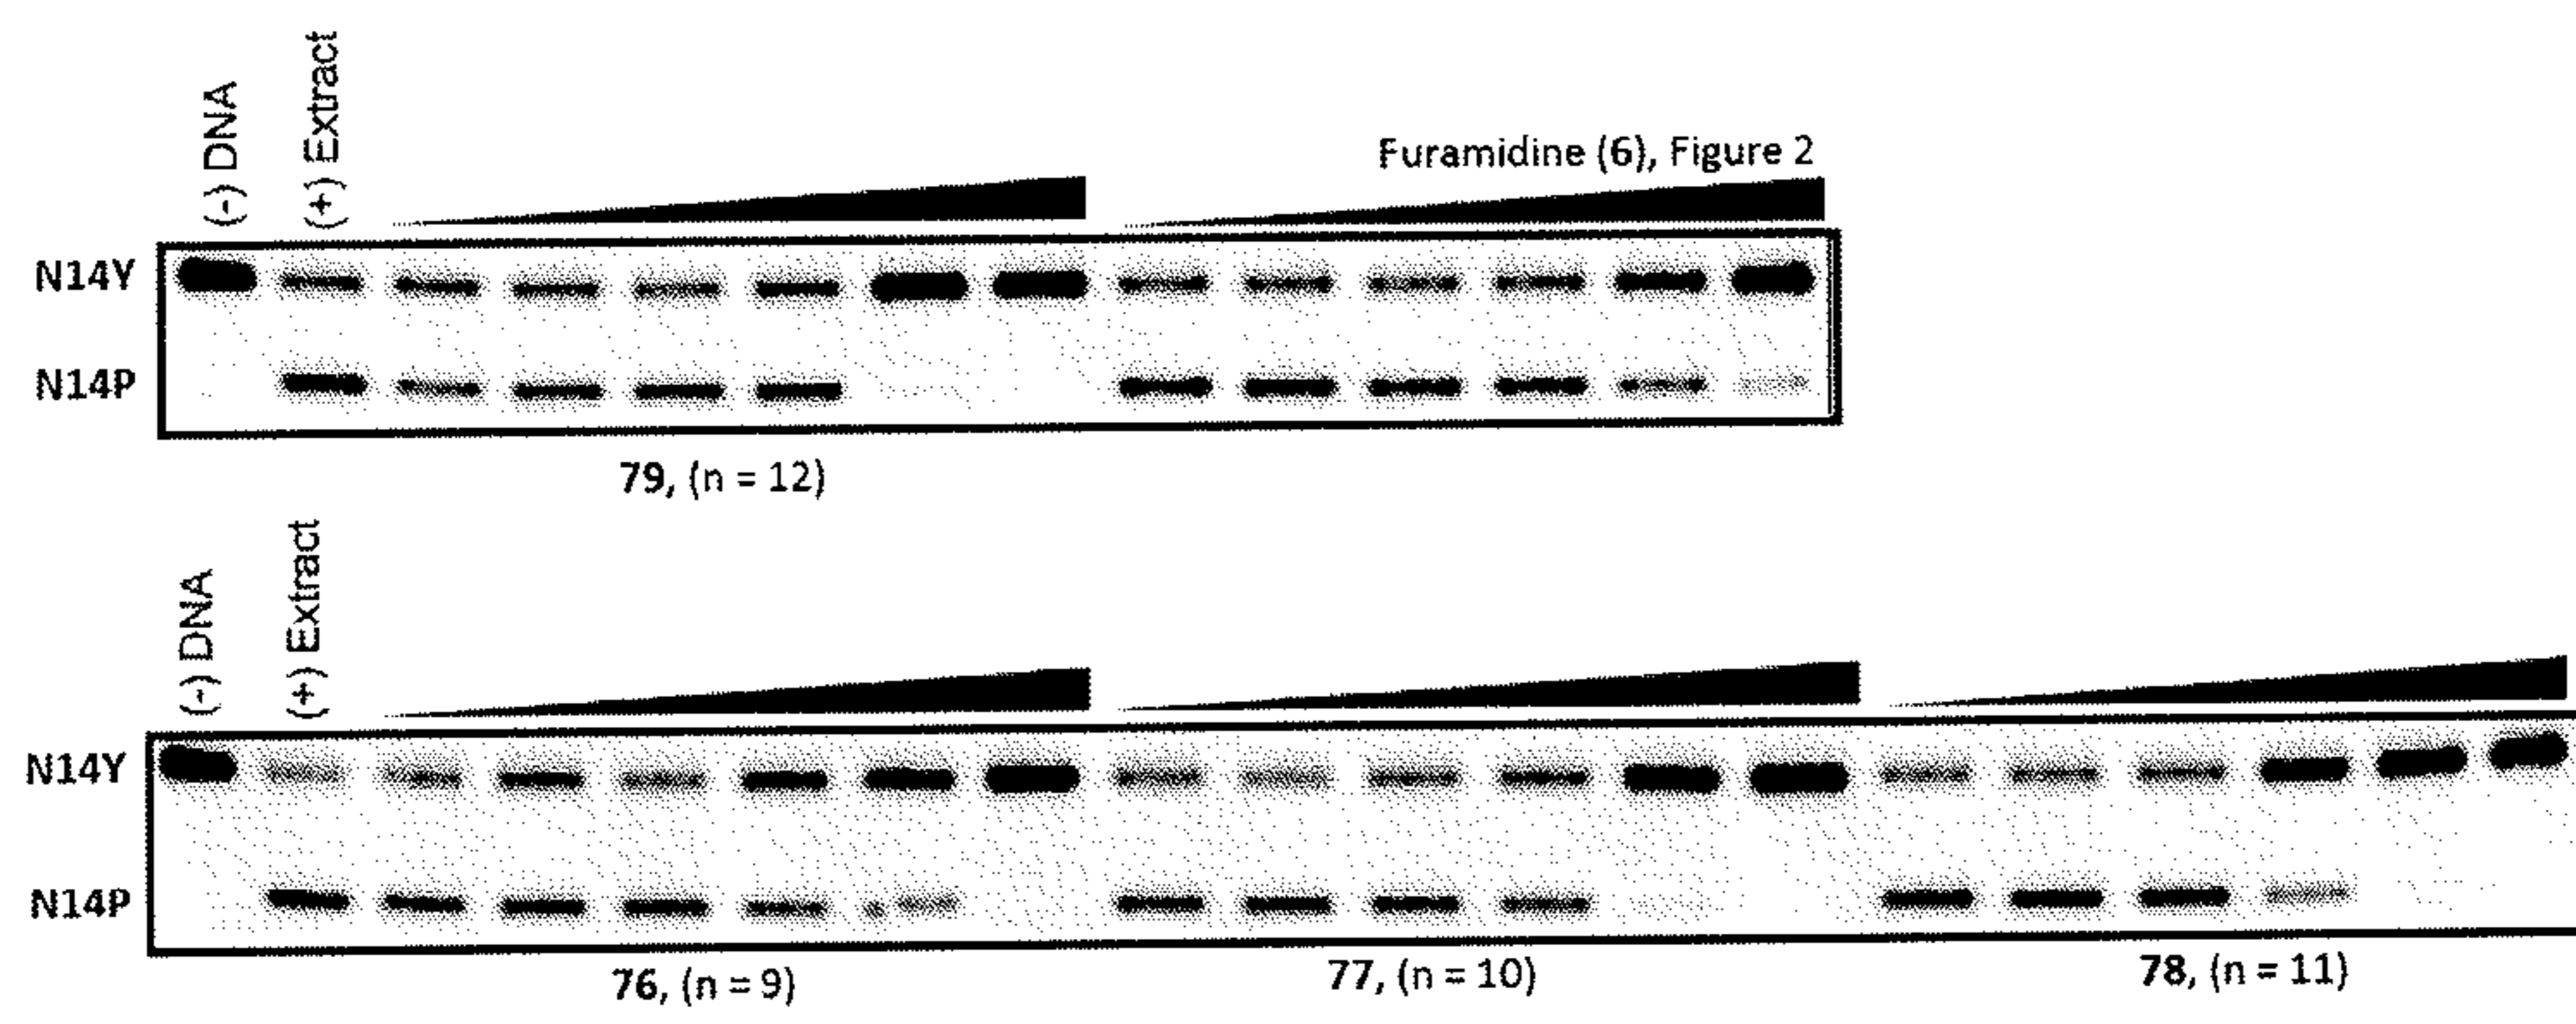 (-) DNA
(+) Extract
Furamidine (6), Figure 2
N14Y
N14P
79, (n = 12)
(-) DNA
(+) Extract
N14Y
N14P
76, (n = 9)
77, (n = 10)
78, (n = 11)